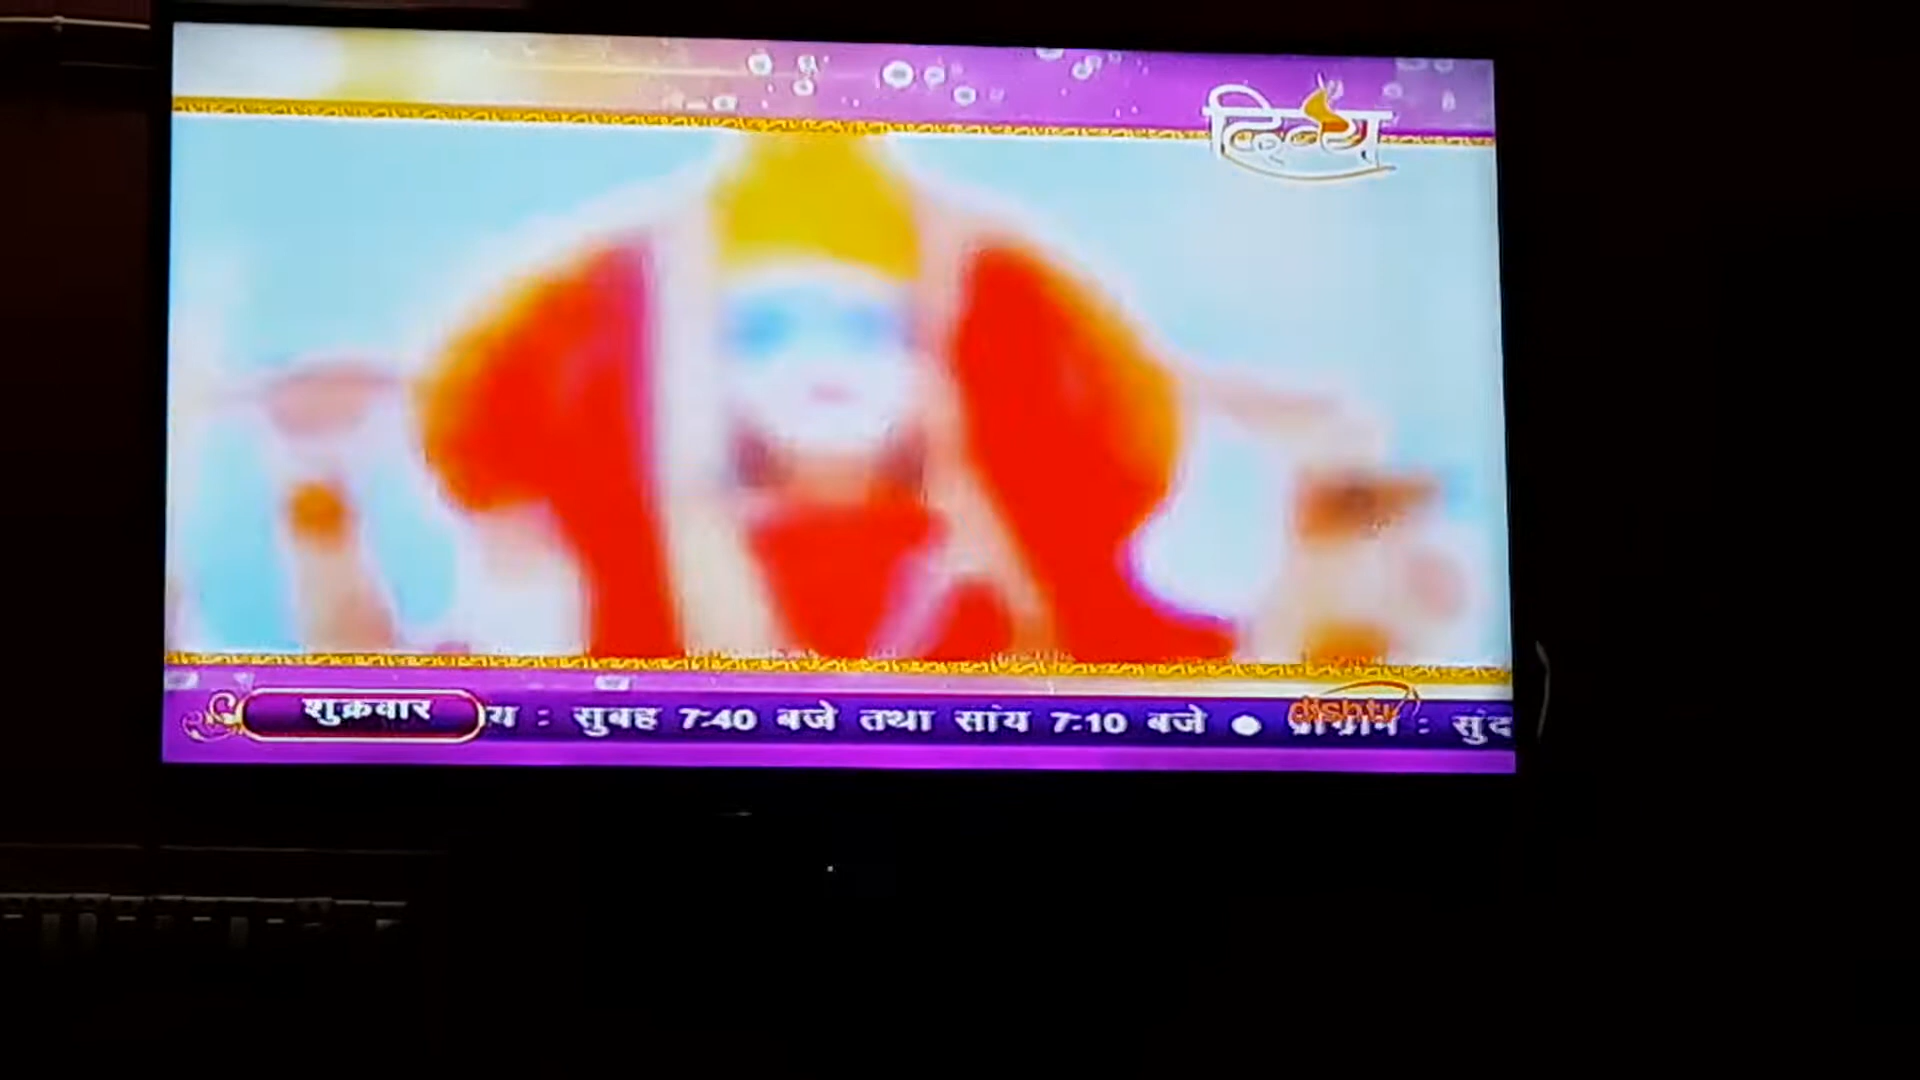 दिव्य
शुक्रवार
य : सुबह 7:40 बजे तथा सांय 7:10 बजे ● प्रोग्राम : सुंद
dishtv